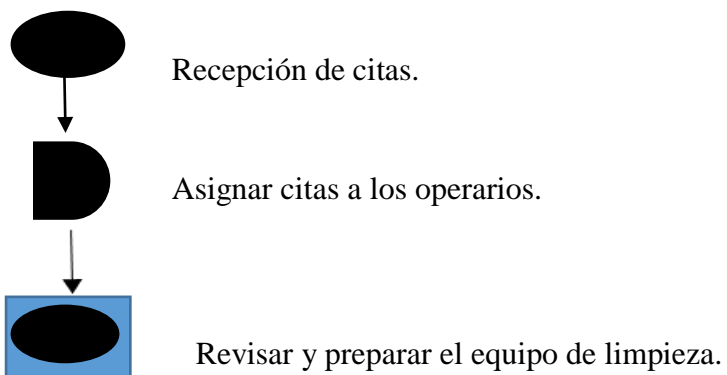 Recepción de citas.
Asignar citas a los operarios.
Revisar y preparar el equipo de limpieza.